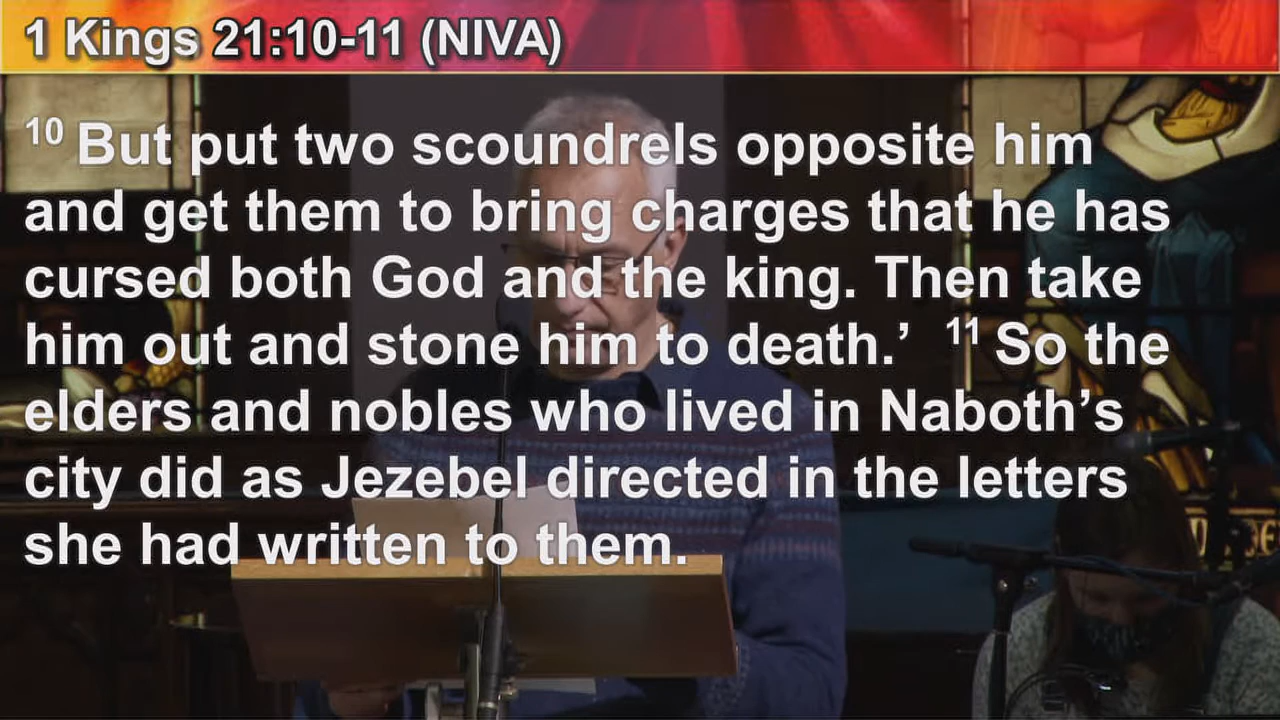 1 Kings 21:10-11 (NIVA)
10 But put two scoundrels opposite him
and get them to bring charges that he has
cursed both God and the king. Then take
him out and stone him to death.’ 11 So the
elders and nobles who lived in Naboth’s
city did as Jezebel directed in the letters
she had written to them.